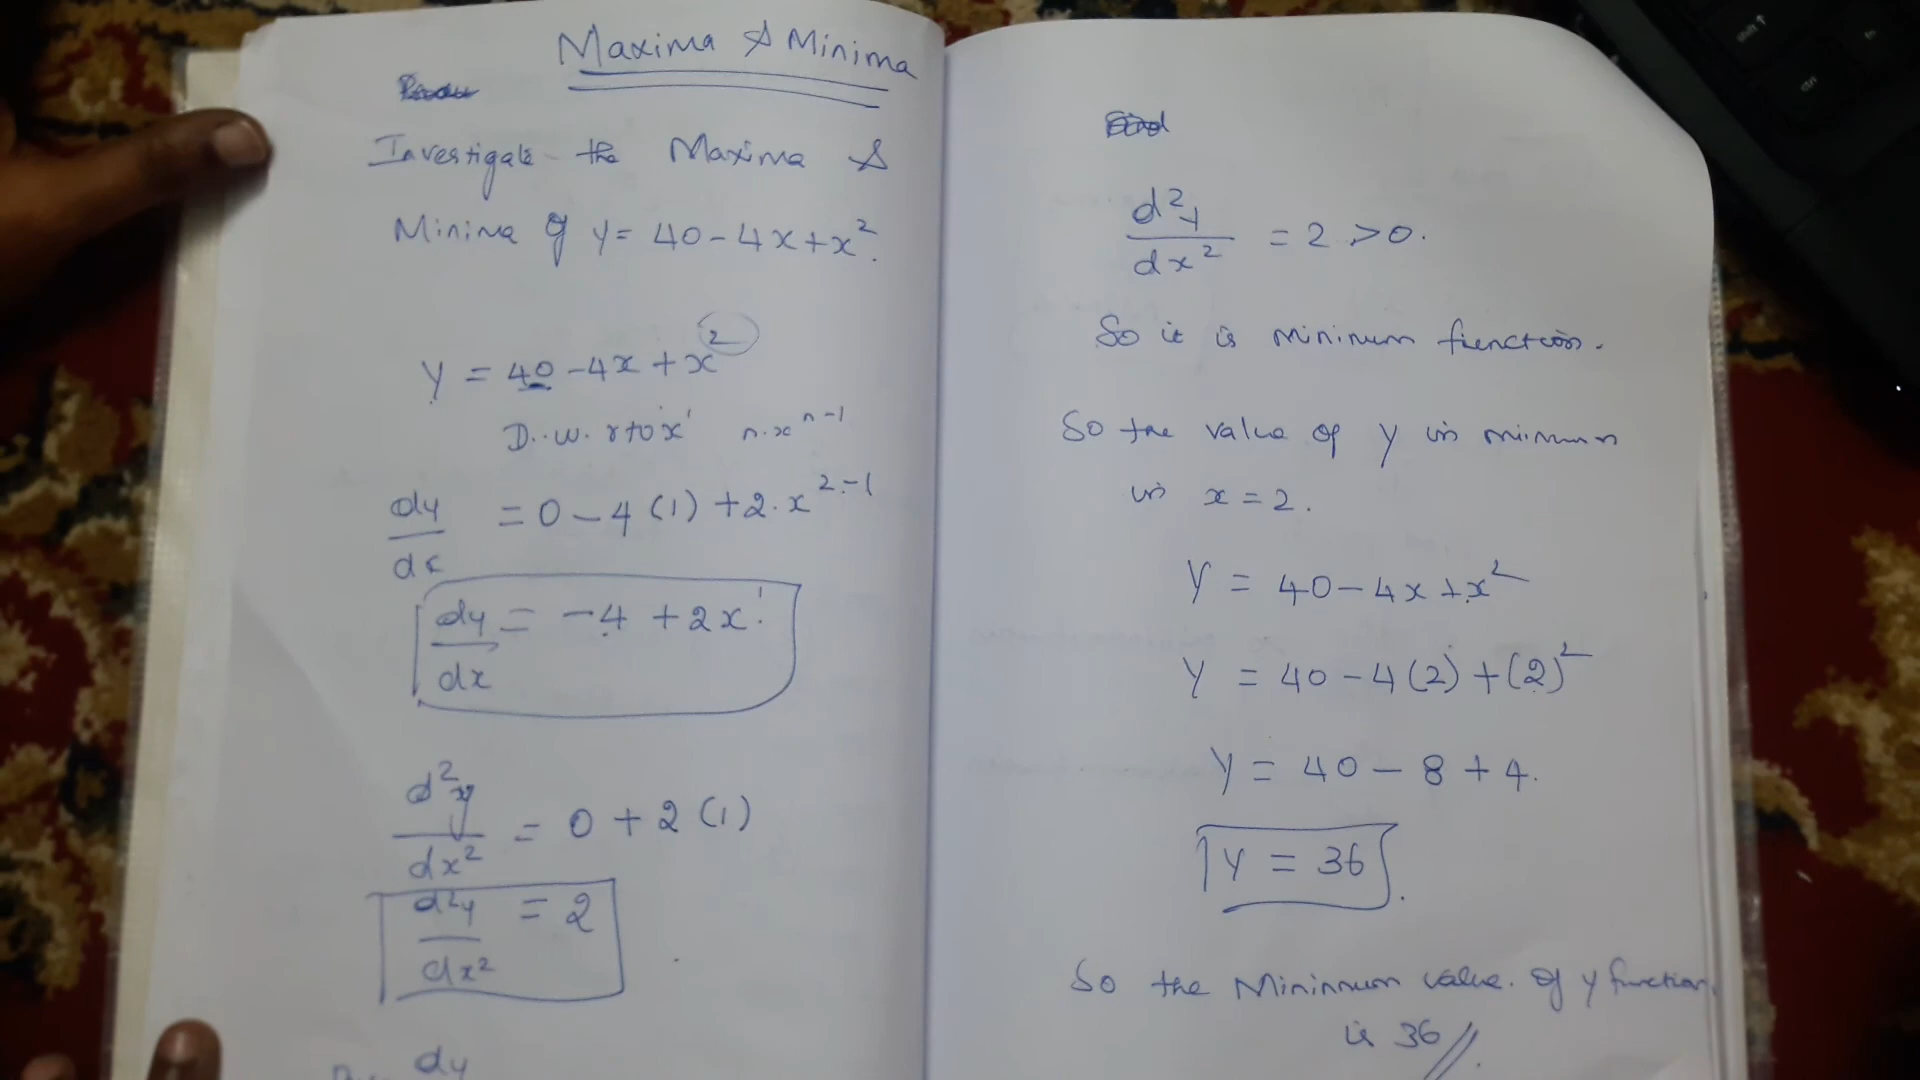 Maxima & Minima
Investigate the Maxima &
Minima of y = 40 - 4x + x².
y = 40 - 4x + x²
D.w.r to 'x' n.xⁿ⁻¹
dy/dx = 0 - 4(1) + 2.x²⁻¹
dy/dx = -4 + 2x¹.
d²y/dx² = 0 + 2(1)
d²y/dx² = 2
dy
d²y/dx² = 2 > 0.
So it is minimum function.
So the value of y is minimum
is x = 2.
y = 40 - 4x + x²
y = 40 - 4(2) + (2)²
y = 40 - 8 + 4.
y = 36.
So the Minimum value. of y function
is 36